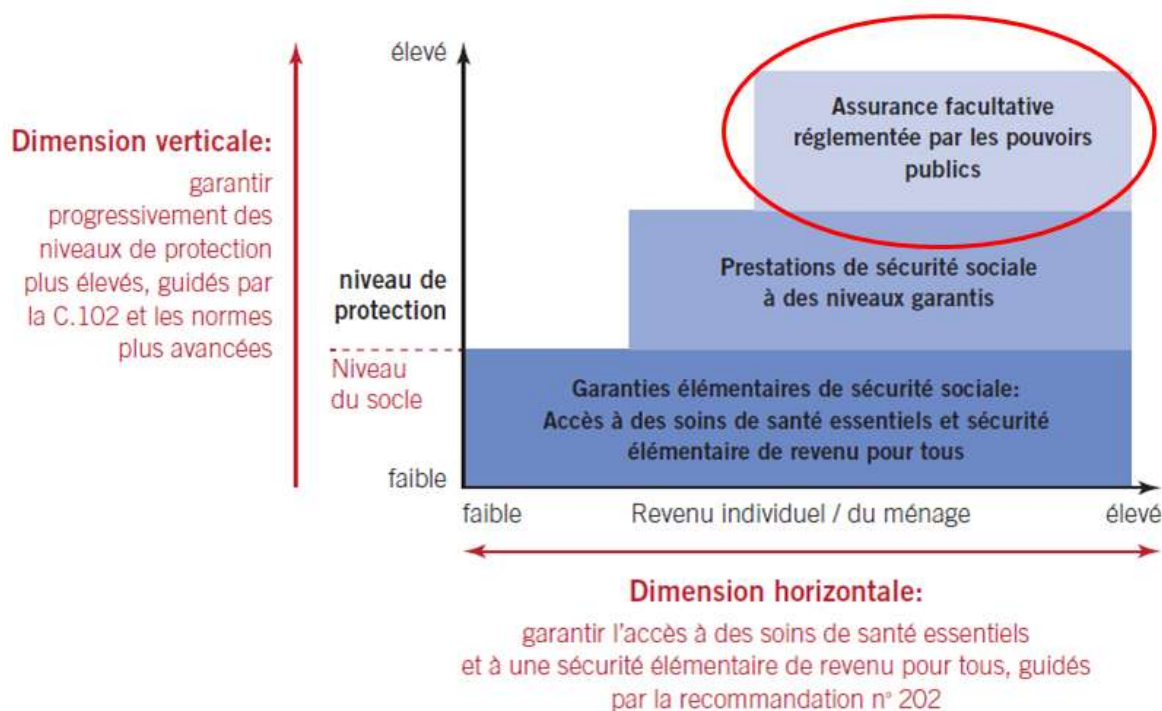 élevé
Dimension verticale:
garantir
progressivement des
niveaux de protection
plus élevés, guidés par
la C.102 et les normes
plus avancées
niveau de
protection
Niveau
du socle
faible
Assurance facultative
réglementée par les pouvoirs
publics
Prestations de sécurité sociale
à des niveaux garantis
Garanties élémentaires de sécurité sociale:
Accès à des soins de santé essentiels et sécurité
élémentaire de revenu pour tous
faible Revenu individuel / du ménage élevé
Dimension horizontale:
garantir l'accès à des soins de santé essentiels
et à une sécurité élémentaire de revenu pour tous, guidés
par la recommandation n° 202